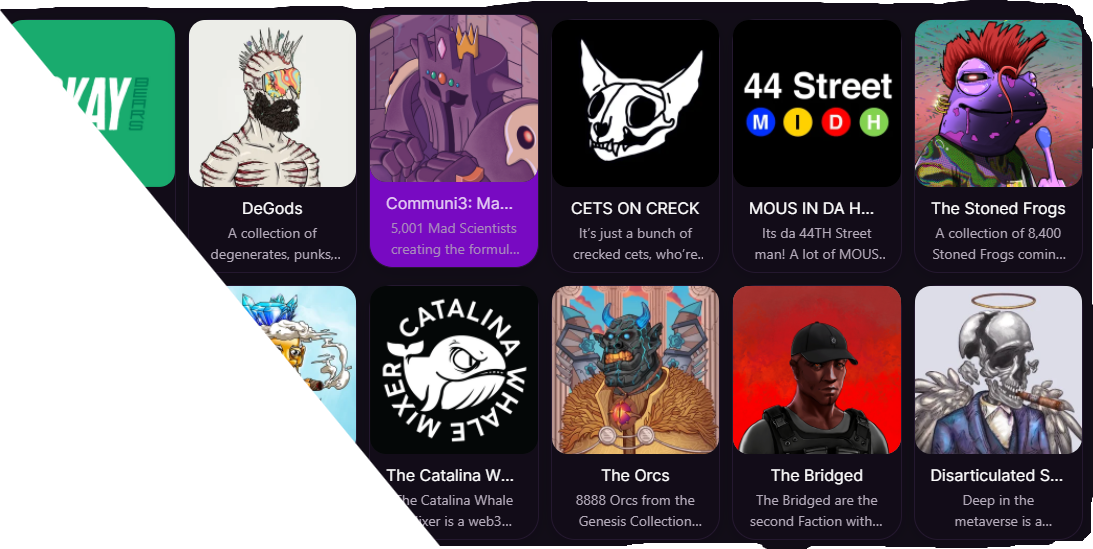 KAY
BEARS
44 Street
M I D H
DeGods
A collection of
degenerates, punks,..
Communi3: Ma...
5,001 Mad Scientists
creating the formul...
CETS ON CRECK
It's just a bunch of
crecked cets, who're..
MOUS IN DA H...
Its da 44TH Street
man! A lot of MOUS..
The Stoned Frogs
A collection of 8,400
Stoned Frogs comin...
CATALINA WHALE MIXER
The Catalina W...
The Catalina Whale
ixer is a web3...
The Orcs
8888 Orcs from the
Genesis Collection...
The Bridged
The Bridged are the
second Faction with...
Disarticulated S...
Deep in the
metaverse is a...